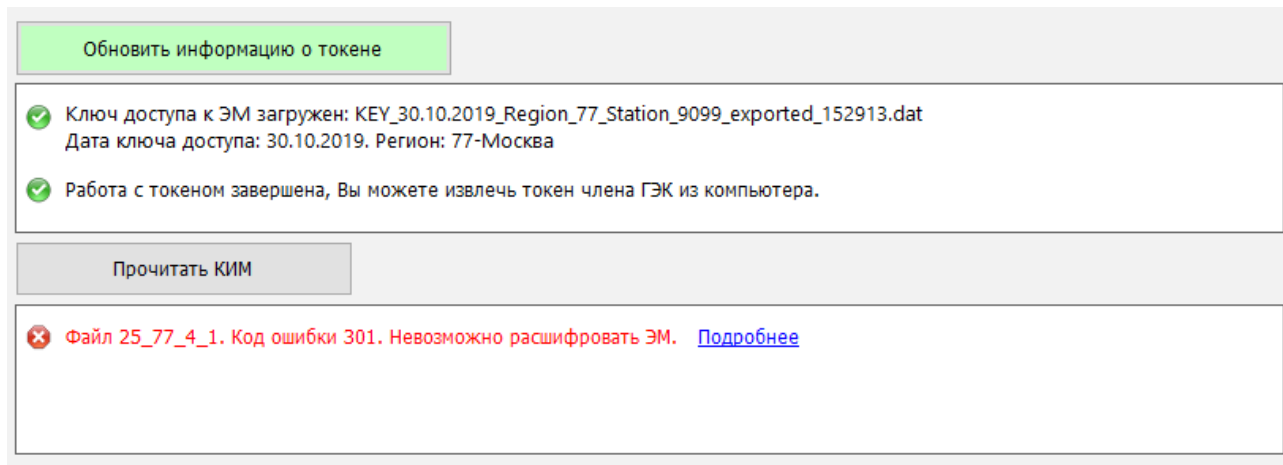 Обновить информацию о токене
Ключ доступа к ЭМ загружен: KEY_30.10.2019_Region_77_Station_9099_exported_152913.dat
Дата ключа доступа: 30.10.2019. Регион: 77-Москва
Работа с токеном завершена, Вы можете извлечь токен члена ГЭК из компьютера.
Прочитать КИМ
Файл 25_77_4_1. Код ошибки 301. Невозможно расшифровать ЭМ. Подробнее